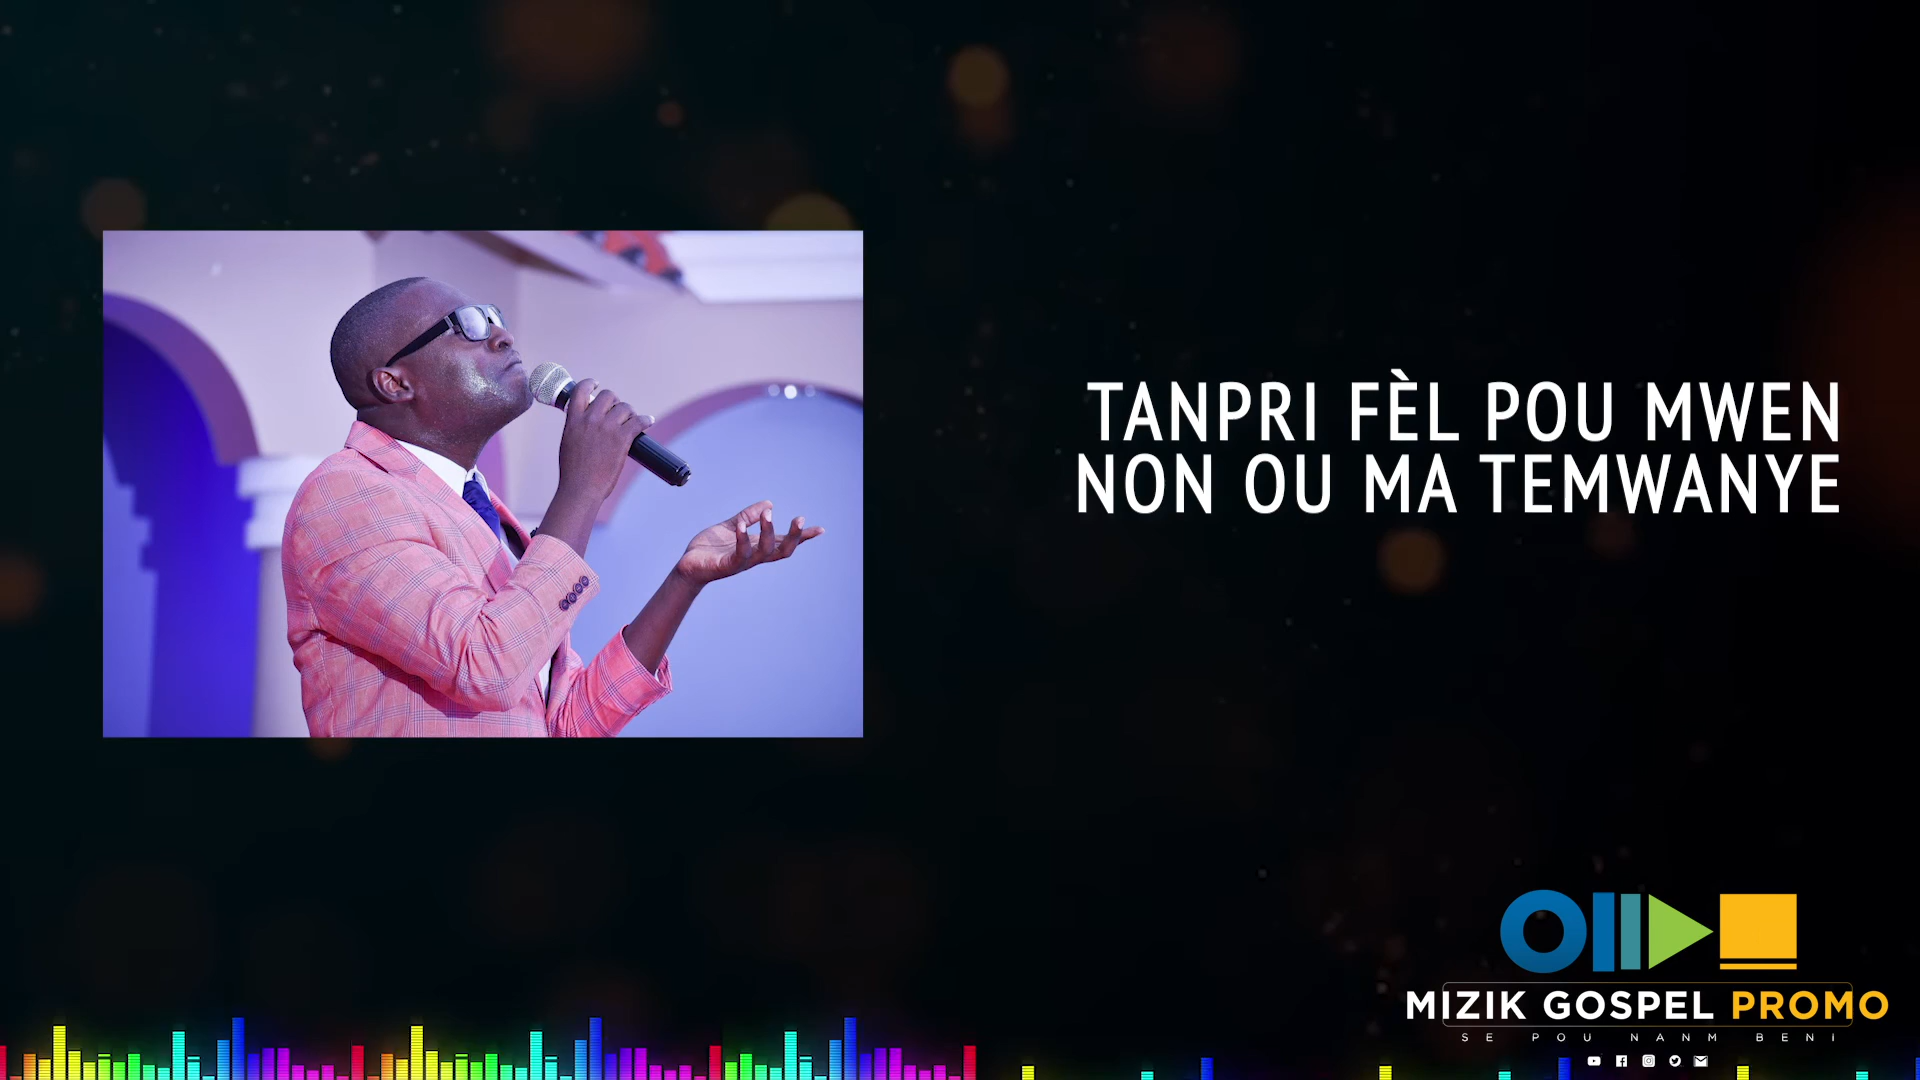 TANPRI FÈL POU MWEN
NON OU MA TEMWANYE
MIZIK GOSPEL PROMO
SE POU NANM BENI